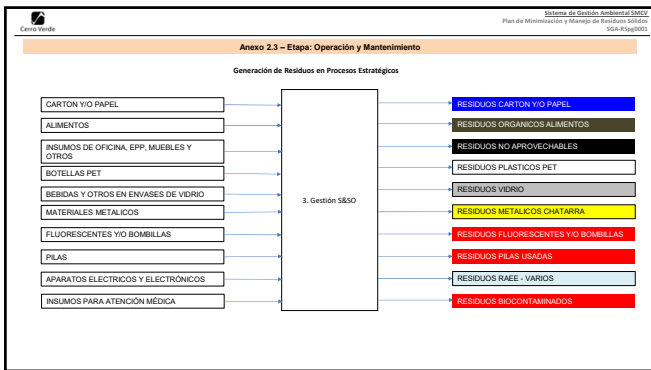 Cerro Verde
Sistema de Gestión Ambiental SMCV
Plan de Minimización y Manejo de Residuos Sólidos
SGA-RSpg0001
Anexo 2.3 – Etapa: Operación y Mantenimiento
Generación de Residuos en Procesos Estratégicos
CARTON Y/O PAPEL
ALIMENTOS
INSUMOS DE OFICINA, EPP, MUEBLES Y
OTROS
BOTELLAS PET
BEBIDAS Y OTROS EN ENVASES DE VIDRIO
MATERIALES METALICOS
FLUORESCENTES Y/O BOMBILLAS
PILAS
APARATOS ELECTRICOS Y ELECTRÓNICOS
INSUMOS PARA ATENCIÓN MÉDICA
3. Gestión S&SO
RESIDUOS CARTON Y/O PAPEL
RESIDUOS ORGANICOS ALIMENTOS
RESIDUOS NO APROVECHABLES
RESIDUOS PLASTICOS PET
RESIDUOS VIDRIO
RESIDUOS METALICOS CHATARRA
RESIDUOS FLUORESCENTES Y/O BOMBILLAS
RESIDUOS PILAS USADAS
RESIDUOS RAEE - VARIOS
RESIDUOS BIOCONTAMINADOS